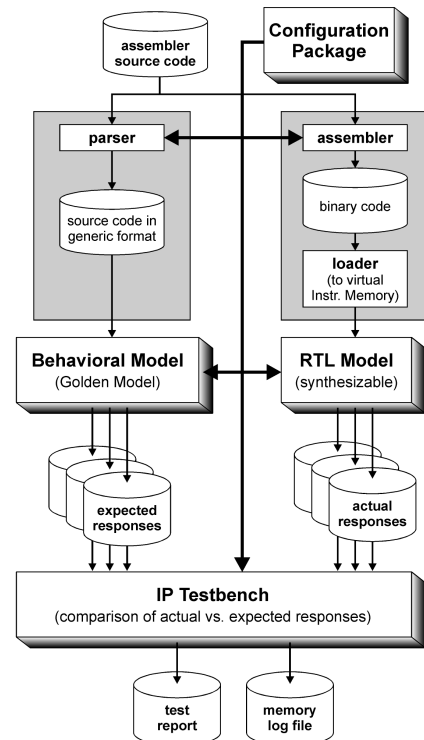 assembler
source code
Configuration
Package
parser
assembler
source code in
generic format
binary code
loader
(to virtual
Instr. Memory)
Behavioral Model
(Golden Model)
RTL Model
(synthesizable)
expected
responses
actual
responses
IP Testbench
(comparison of actual vs. expected responses)
test
report
memory
log file